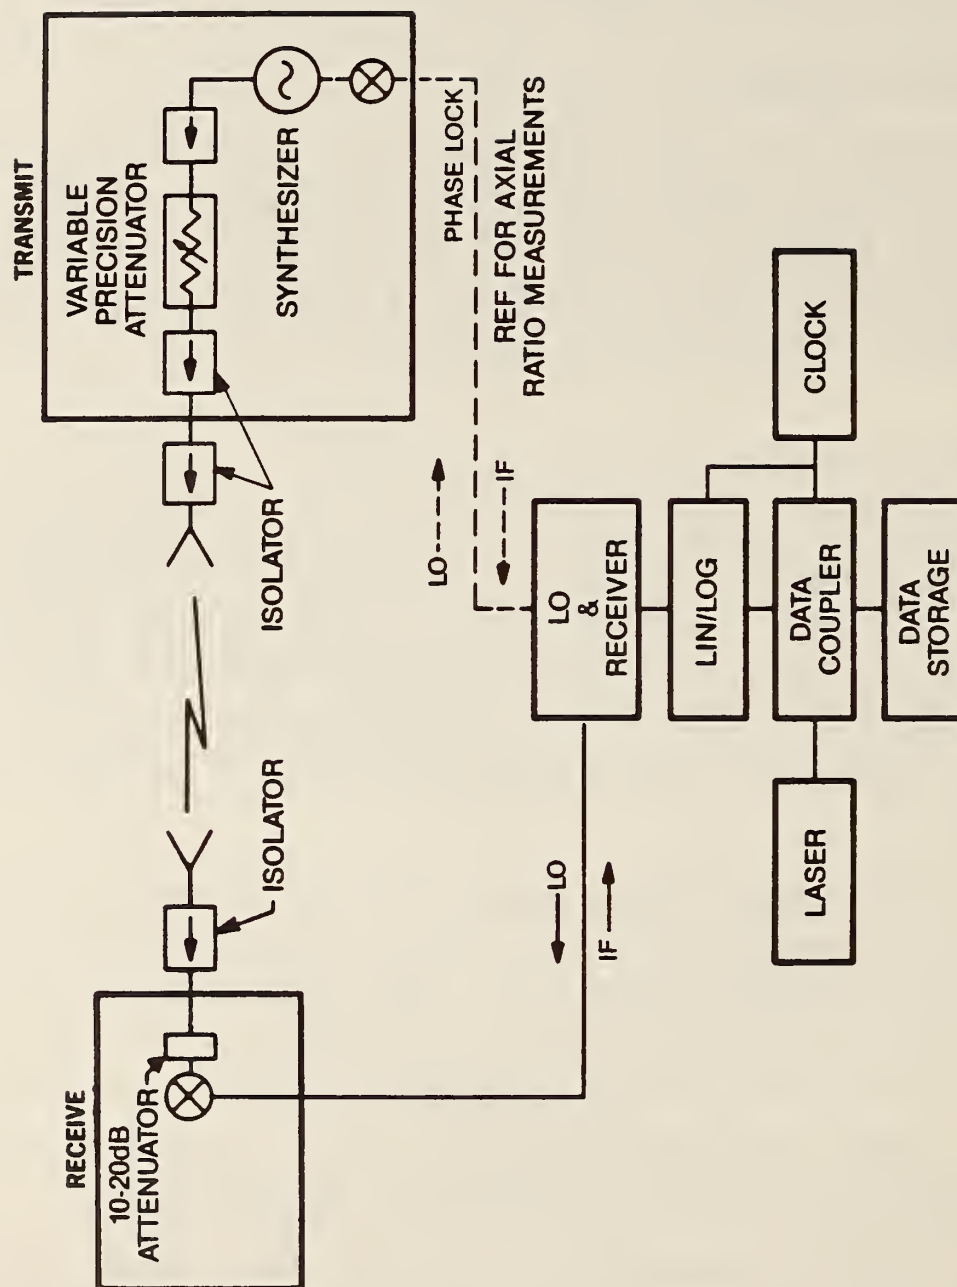 TRANSMIT
VARIABLE
PRECISION
ATTENUATOR
SYNTHESIZER
PHASE LOCK
REF FOR AXIAL
RATIO MEASUREMENTS
ISOLATOR
LO
IF
ISOLATOR
RECEIVE
10-20dB
ATTENUATOR
LO
IF
LO
&
RECEIVER
LIN/LOG
DATA
COUPLER
DATA
STORAGE
CLOCK
LASER